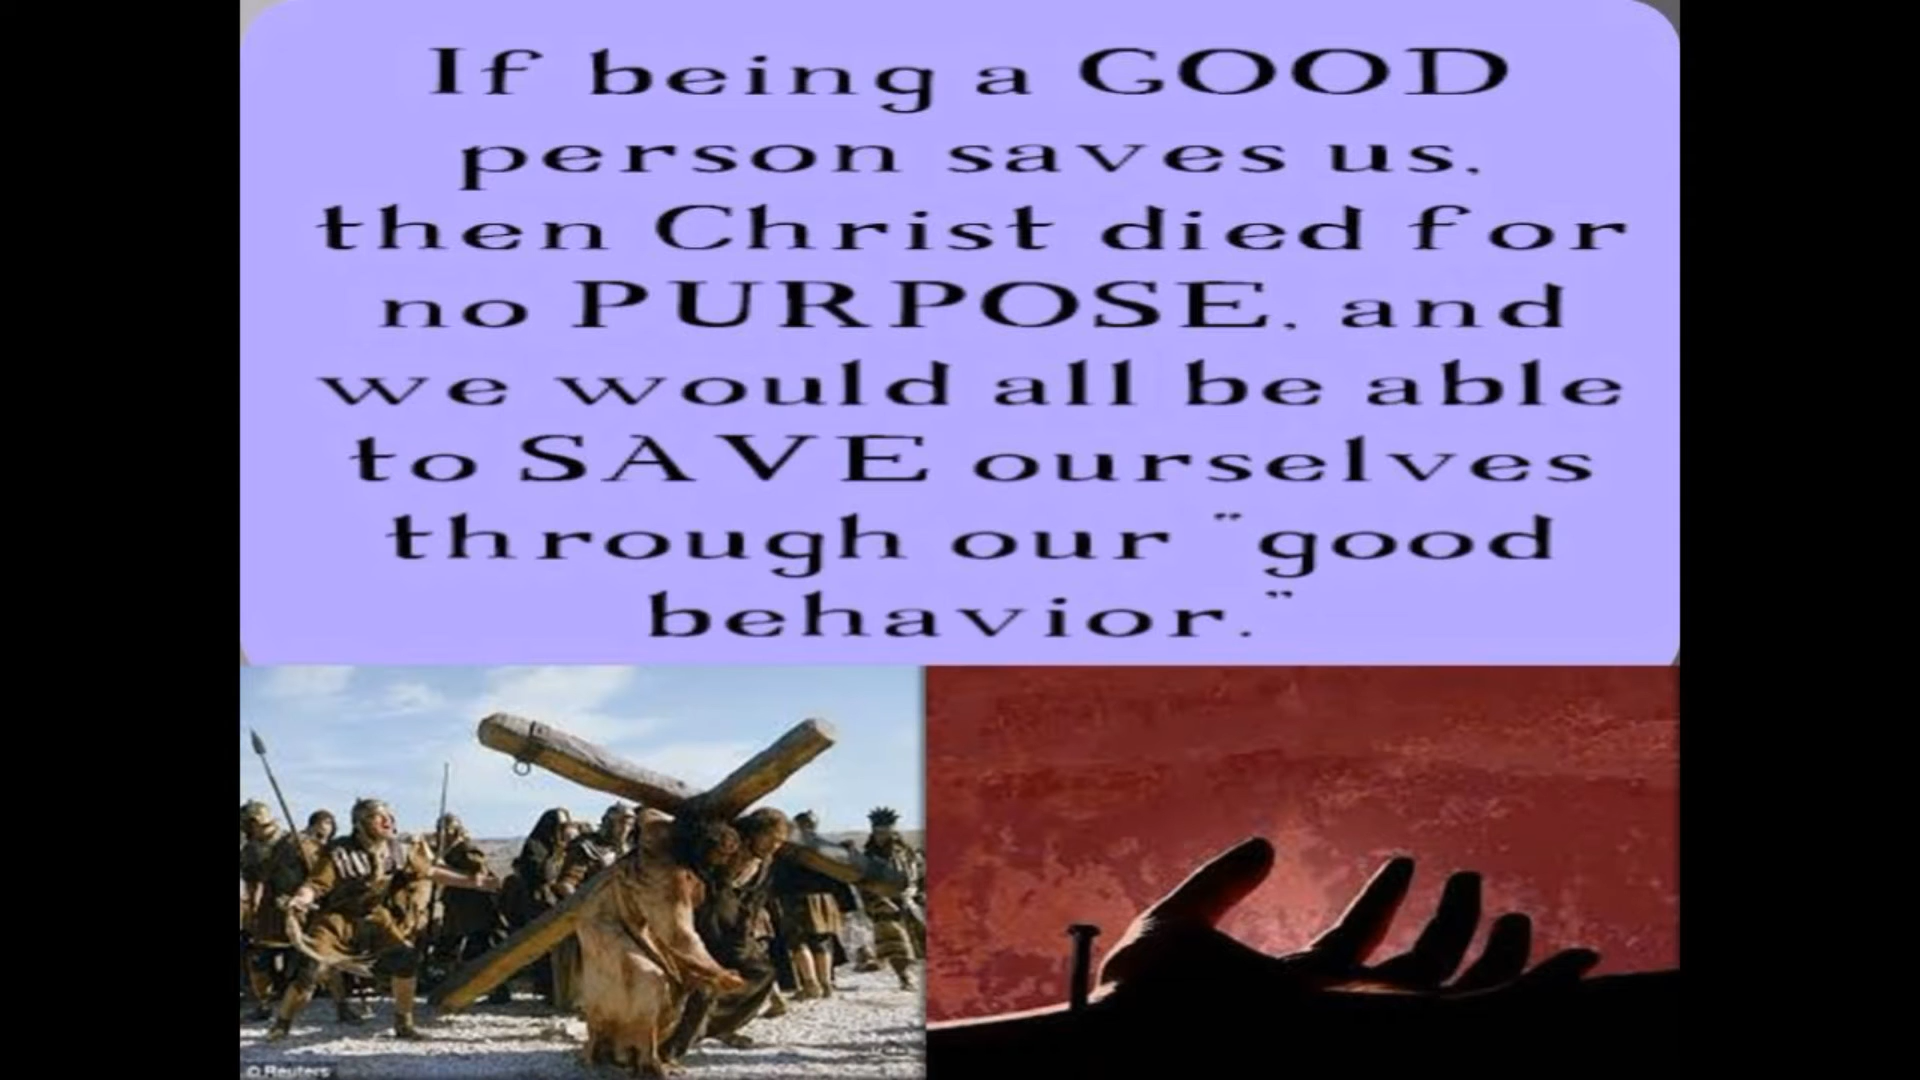 If being a GOOD
person saves us,
then Christ died for
no PURPOSE, and
we would all be able
to SAVE ourselves
through our "good
behavior."
© Reuters